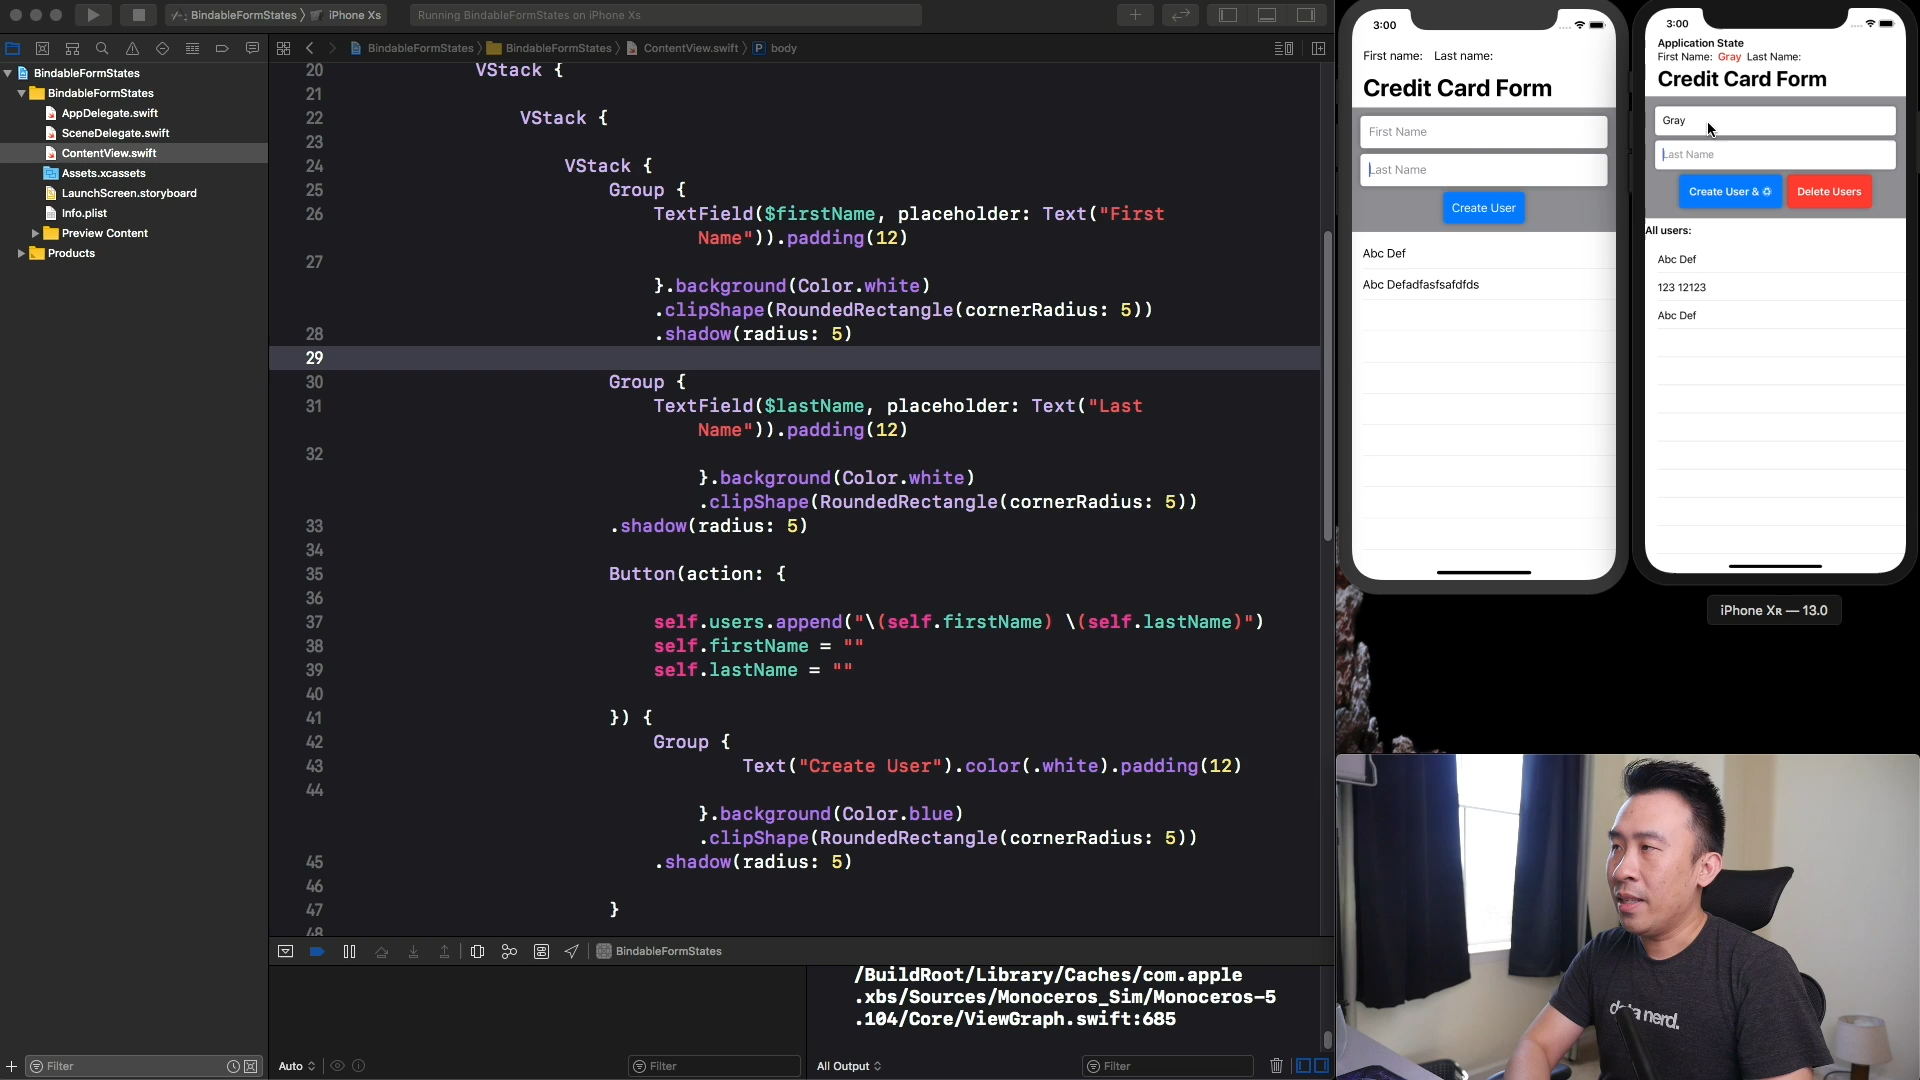 BindableFormStates
iPhone Xs
Running BindableFormStates on iPhone Xs
BindableFormStates
BindableFormStates
ContentView.swift
P
body
BindableFormStates
BindableFormStates
AppDelegate.swift
SceneDelegate.swift
ContentView.swift
Assets.xcassets
LaunchScreen.storyboard
Info.plist
Preview Content
Products
Filter
20 VStack {
21
22 VStack {
23
24 VStack {
25 Group {
26 TextField($firstName, placeholder: Text("First
Name")).padding(12)
27
}.background(Color.white)
.clipShape(RoundedRectangle(cornerRadius: 5))
28 .shadow(radius: 5)
29
30 Group {
31 TextField($lastName, placeholder: Text("Last
Name")).padding(12)
32
}.background(Color.white)
.clipShape(RoundedRectangle(cornerRadius: 5))
33 .shadow(radius: 5)
34
35 Button(action: {
36
37 self.users.append("\(self.firstName) \(self.lastName)")
38 self.firstName = ""
39 self.lastName = ""
40
41 }) {
42 Group {
43 Text("Create User").color(.white).padding(12)
44
}.background(Color.blue)
.clipShape(RoundedRectangle(cornerRadius: 5))
45 .shadow(radius: 5)
46
47 }
48
BindableFormStates
/BuildRoot/Library/Caches/com.apple
.xbs/Sources/Monoceros_Sim/Monoceros-5
.104/Core/ViewGraph.swift:685
Auto
Filter
All Output
Filter
3:00
First name: Last name:
Credit Card Form
First Name
Last Name
Create User
Abc Def
Abc Defadfasfsafdfds
3:00
Application State
First Name: Gray Last Name:
Credit Card Form
Gray
Last Name
Create User & ♲
Delete Users
All users:
Abc Def
123 12123
Abc Def
iPhone Xʀ — 13.0
nerd.